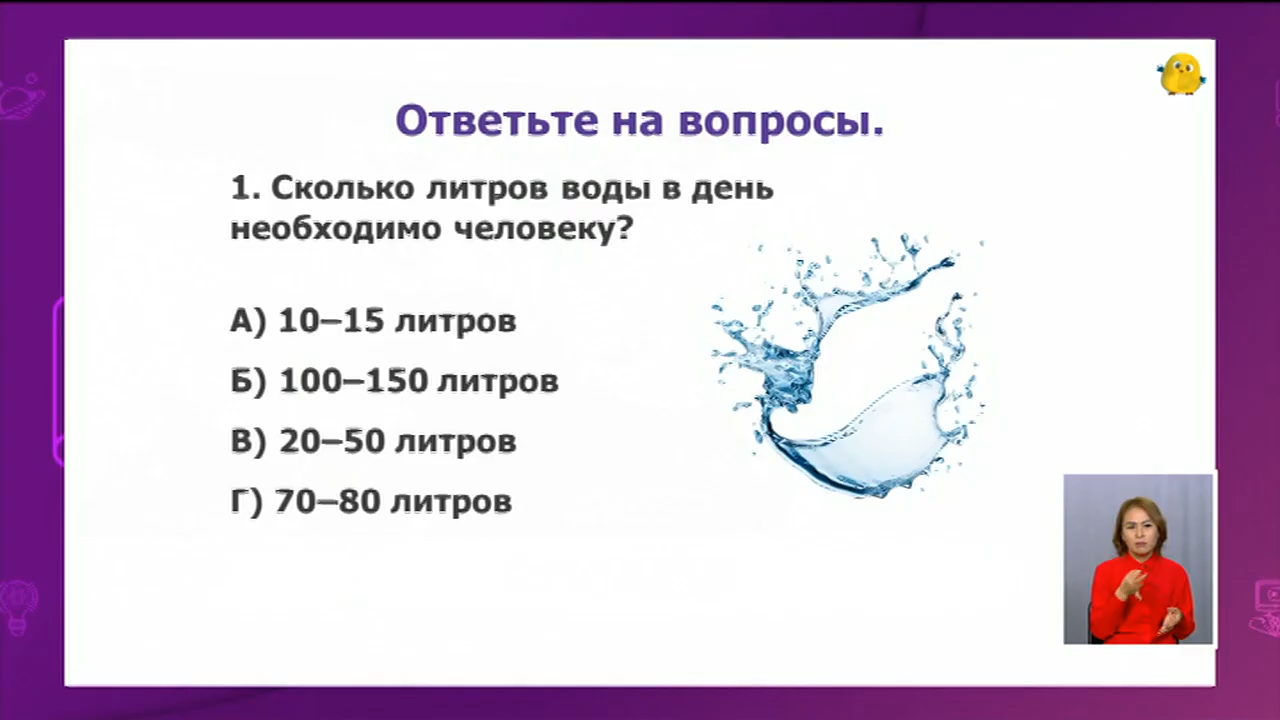 Ответьте на вопросы.
1. Сколько литров воды в день
необходимо человеку?
А) 10–15 литров
Б) 100–150 литров
В) 20–50 литров
Г) 70–80 литров